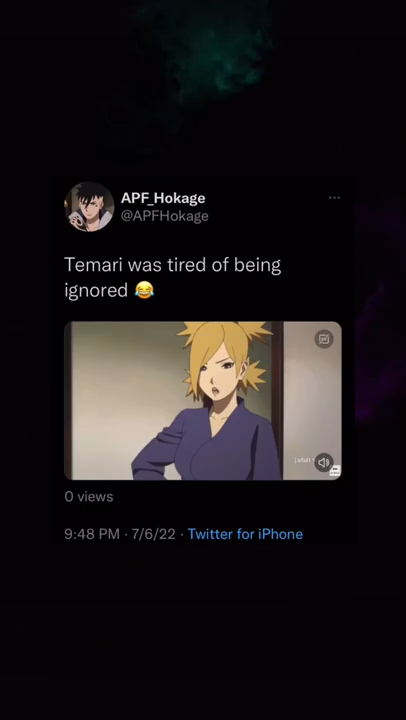 APF_Hokage
@APFHokage
Temari was tired of being
ignored 😂
0 views
9:48 PM · 7/6/22 · Twitter for iPhone